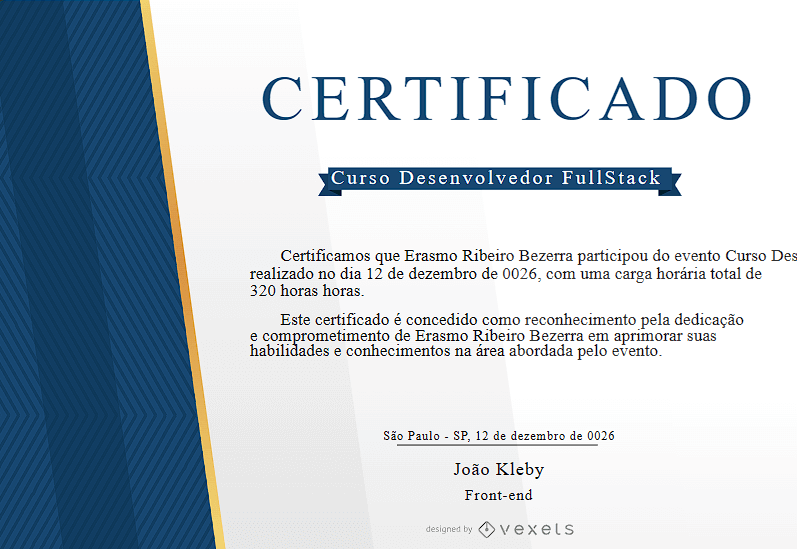 CERTIFICADO
Curso Desenvolvedor FullStack
Certificamos que Erasmo Ribeiro Bezerra participou do evento Curso Des
realizado no dia 12 de dezembro de 0026, com uma carga horária total de
320 horas horas.
Este certificado é concedido como reconhecimento pela dedicação
e comprometimento de Erasmo Ribeiro Bezerra em aprimorar suas
habilidades e conhecimentos na área abordada pelo evento.
São Paulo - SP, 12 de dezembro de 0026
João Kleby
Front-end
designed by vexels